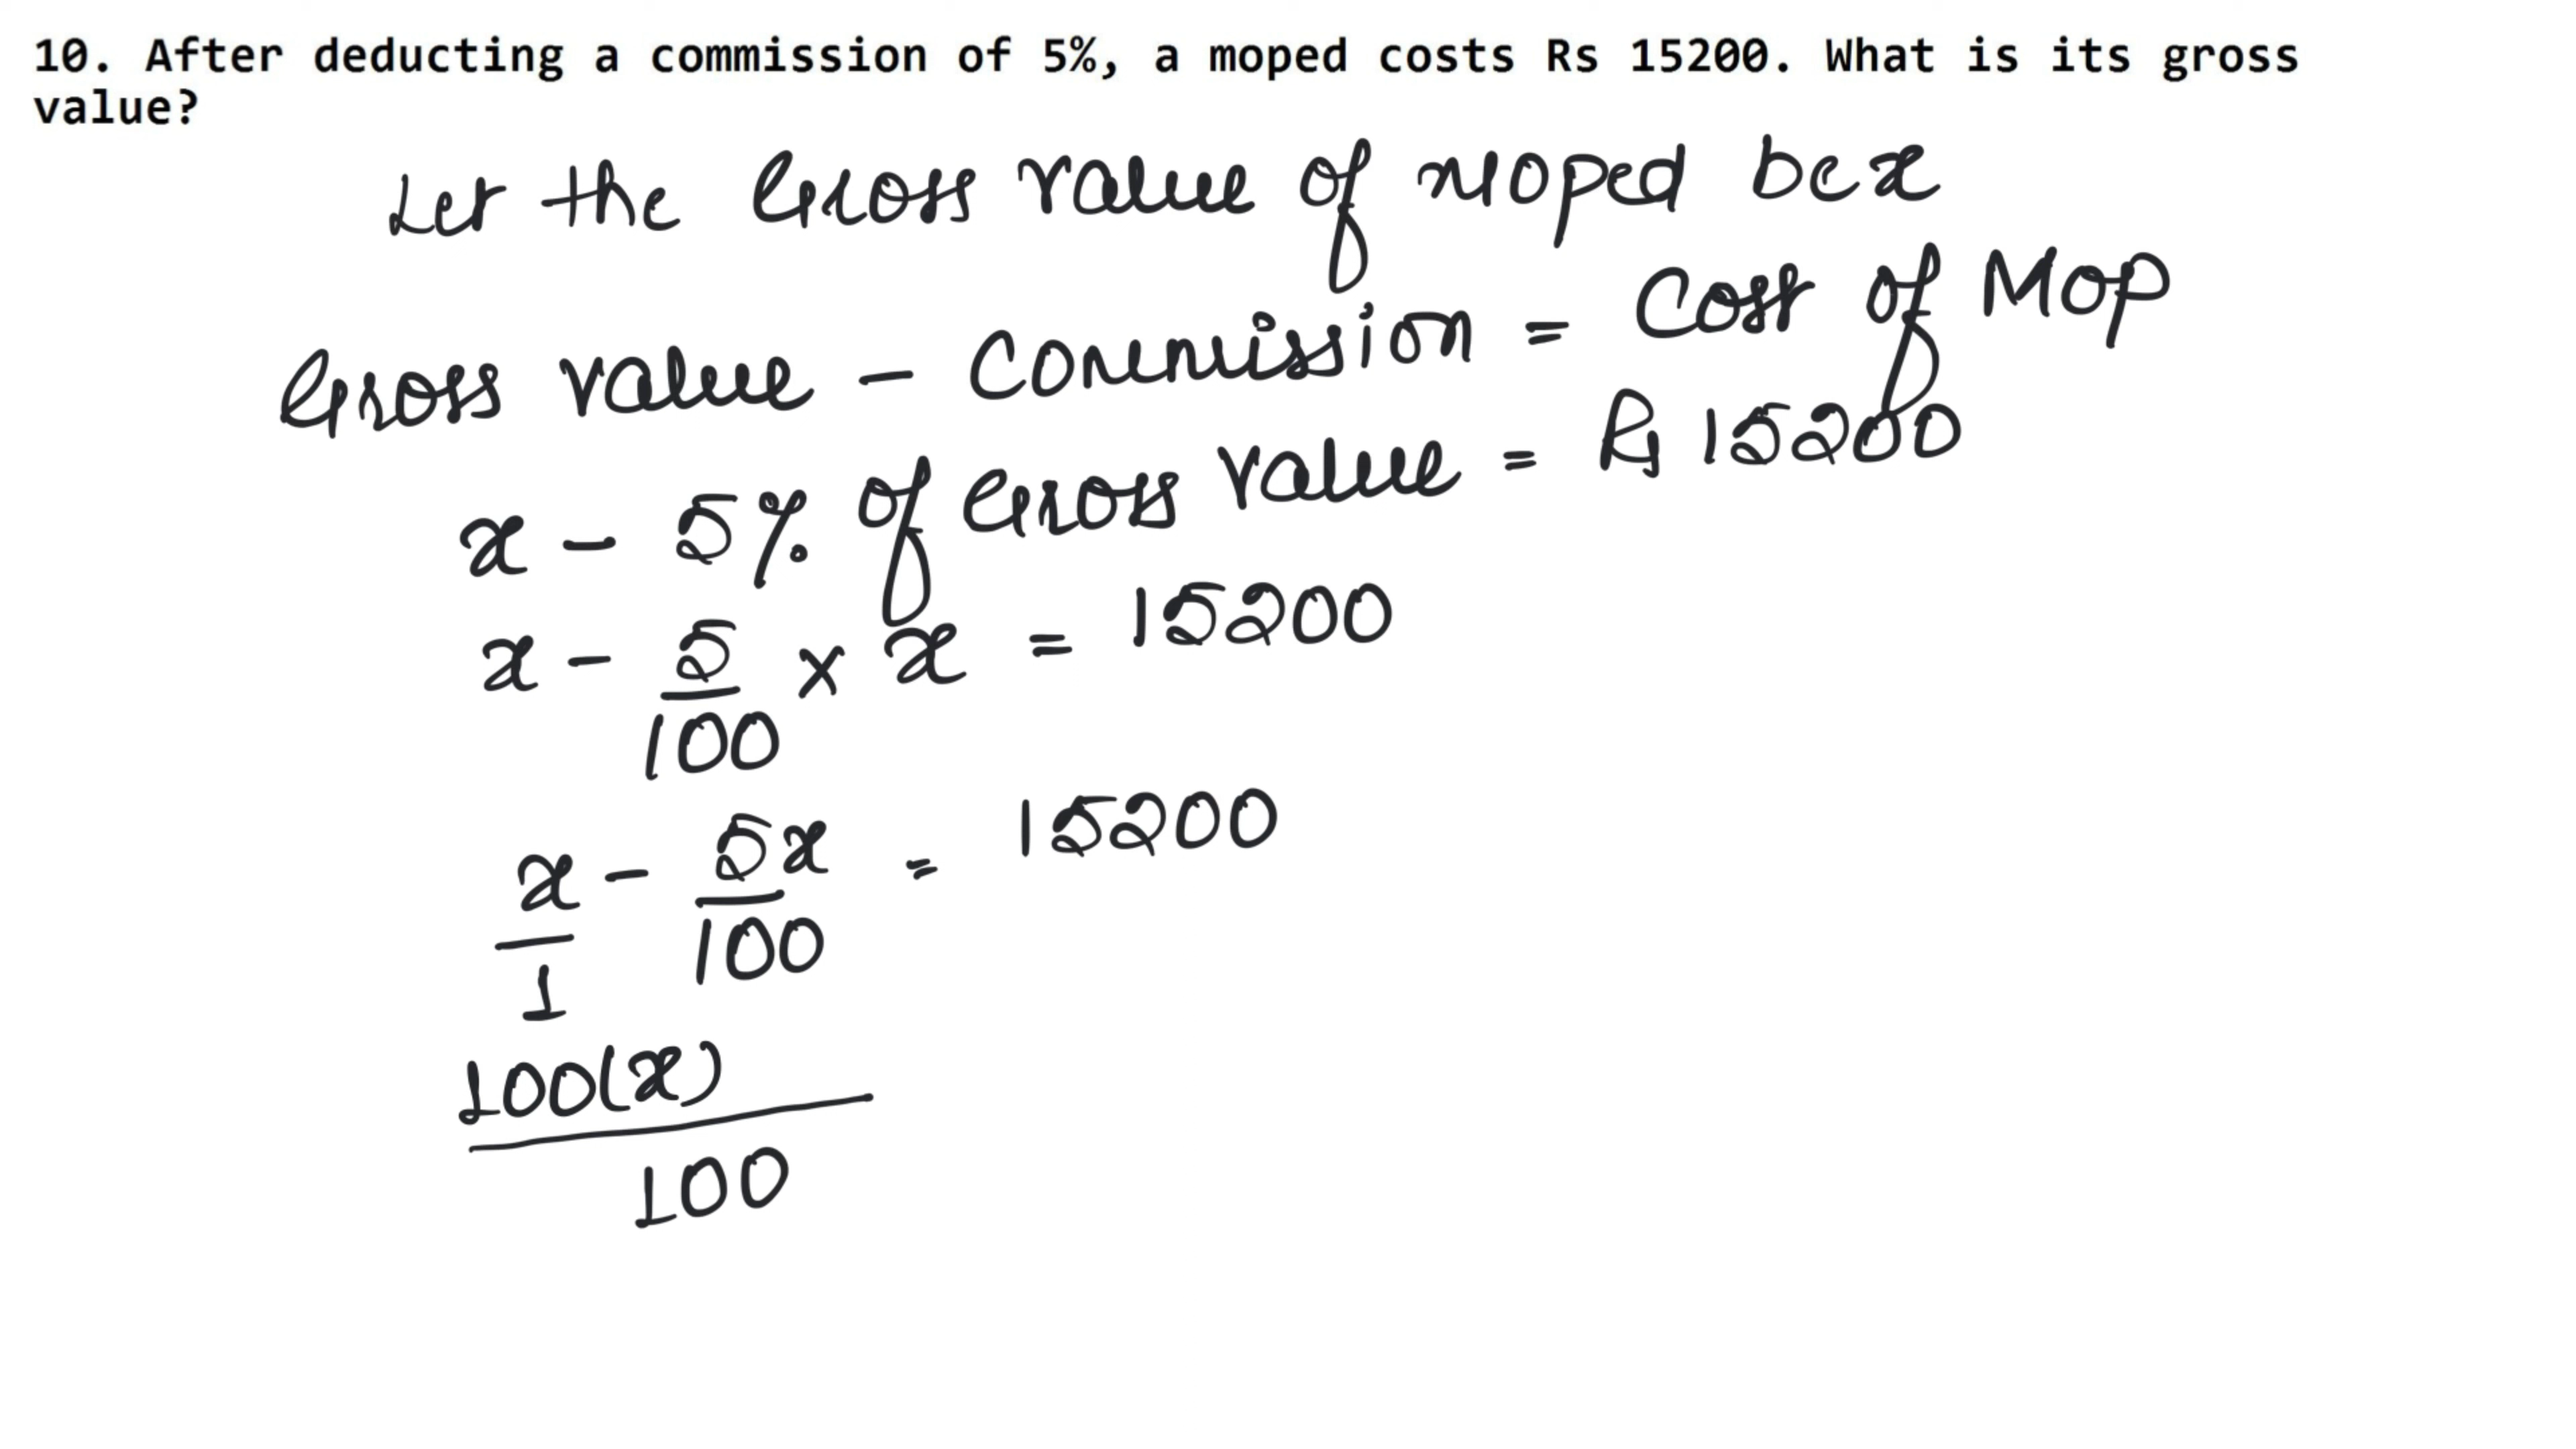 10. After deducting a commission of 5%, a moped costs Rs 15200. What is its gross
value?
Let the Gross value of moped be x
Gross value - Commission = Cost of Mop
x - 5% of Gross value = Rs 15200
x - 5/100 × x = 15200
x/1 - 5x/100 = 15200
100(x)
100